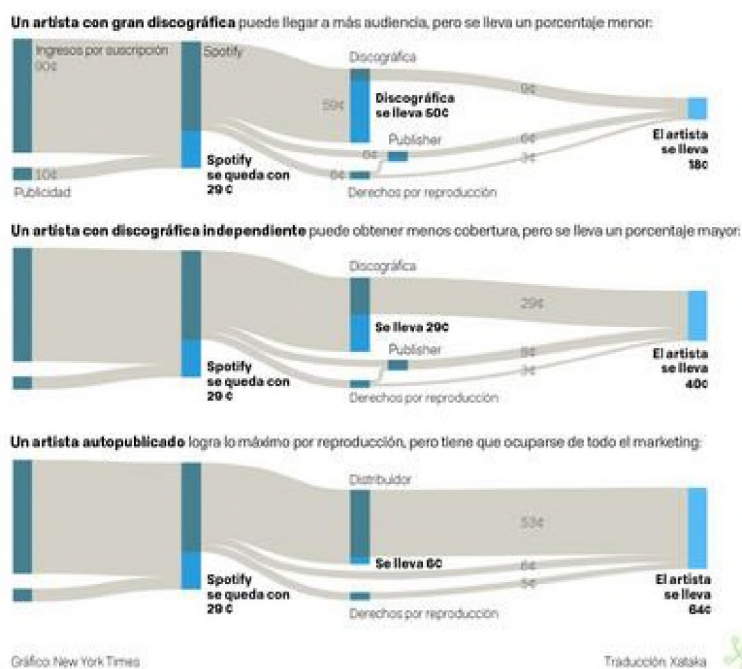 Un artista con gran discográfica puede llegar a más audiencia, pero se lleva un porcentaje menor:
Ingresos por suscripción
90¢
Spotify
Discográfica
59¢
Discográfica
se lleva 50¢
9¢
Publisher
6¢
6¢
El artista
se lleva
18¢
10¢
Publicidad
Spotify
se queda con
29 ¢
6¢
3¢
Derechos por reproducción
Un artista con discográfica independiente puede obtener menos cobertura, pero se lleva un porcentaje mayor:
Discográfica
29¢
Se lleva 29¢
Publisher
3¢
Spotify
se queda con
29 ¢
Derechos por reproducción
El artista
se lleva
40¢
Un artista autopublicado logra lo máximo por reproducción, pero tiene que ocuparse de todo el marketing:
Distribuidor
53¢
Se lleva 6¢
6¢
5¢
Spotify
se queda con
29 ¢
Derechos por reproducción
El artista
se lleva
64¢
Gráfico: New York Times
Traducción: Xataka